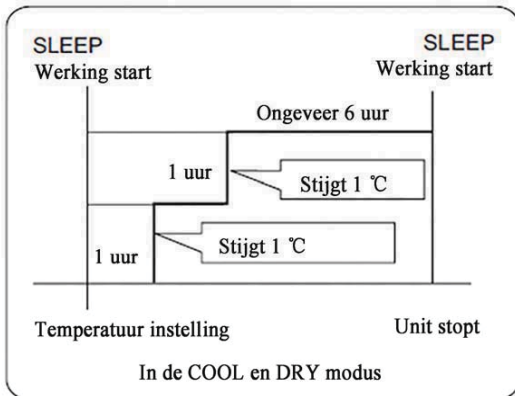 SLEEP
SLEEP
Werking start
Werking start
Ongeveer 6 uur
1 uur
Stijgt 1 ℃
1 uur
Stijgt 1 ℃
Temperatuur instelling
Unit stopt
In de COOL en DRY modus